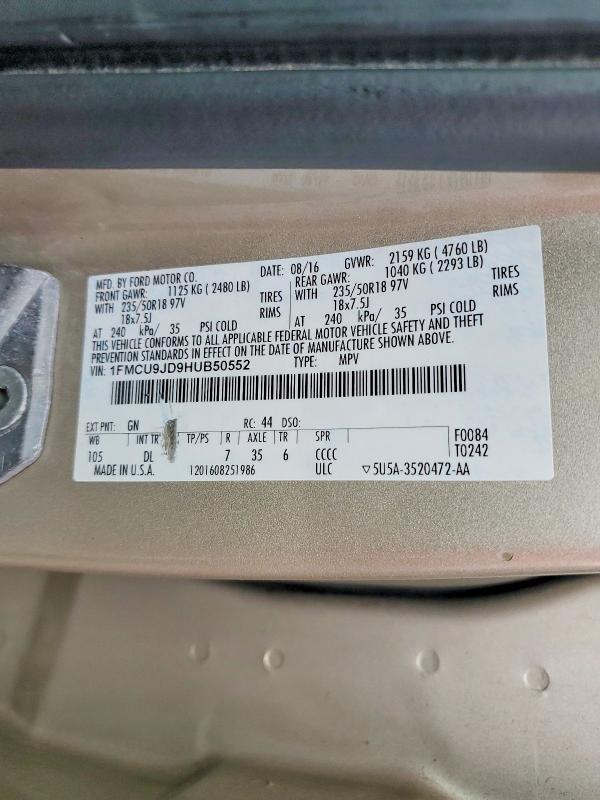 MFD. BY FORD MOTOR CO.
DATE: 08/16 GVWR: 2159 KG ( 4760 LB)
FRONT GAWR: 1125 KG ( 2480 LB) REAR GAWR: 1040 KG ( 2293 LB)
WITH 235/50R18 97V TIRES WITH 235/50R18 97V TIRES
18x7.5J RIMS 18x7.5J RIMS
AT 240 kPa/ 35 PSI COLD AT 240 kPa/ 35 PSI COLD
THIS VEHICLE CONFORMS TO ALL APPLICABLE FEDERAL MOTOR VEHICLE SAFETY AND THEFT
PREVENTION STANDARDS IN EFFECT ON THE DATE OF MANUFACTURE SHOWN ABOVE.
VIN: 1FMCU9JD9HUB50552 TYPE: MPV
EXT PNT: GN RC: 44 DSO: F0084
WB INT TR TP/PS R AXLE TR SPR T0242
105 DL 7 35 6 CCCC
MADE IN U.S.A. 1201608251986 ULC ▽5U5A-3520472-AA